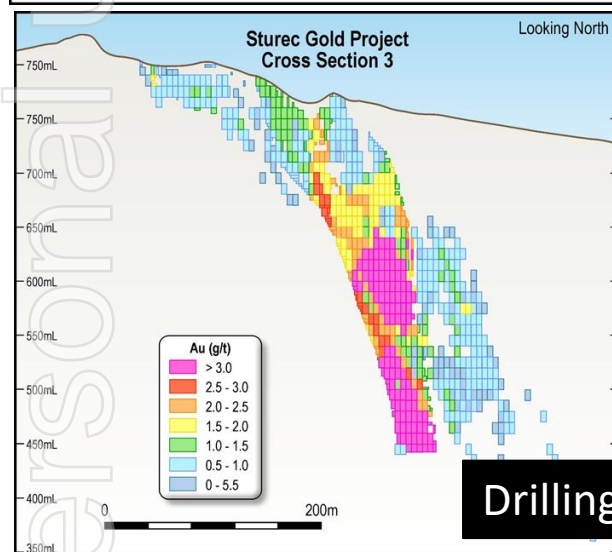 Sturec Gold Project
Cross Section 3
Looking North
750mL
750mL
700mL
650mL
600mL
550mL
500mL
450mL
400mL
350mL
Au (g/t)
> 3.0
2.5 - 3.0
2.0 - 2.5
1.5 - 2.0
1.0 - 1.5
0.5 - 1.0
0 - 5.5
0
200m
Drilling
ersonal u